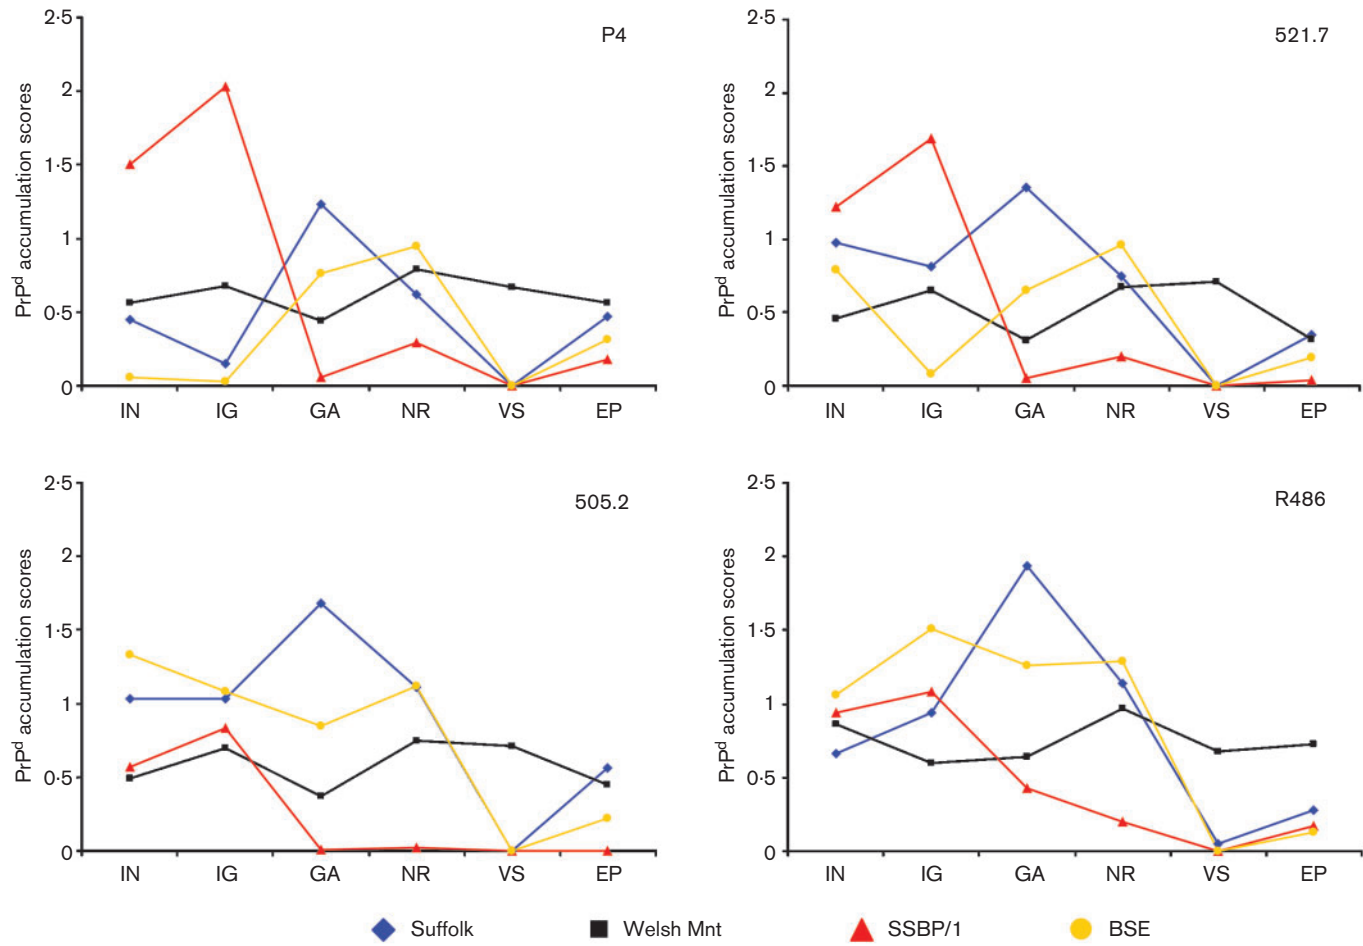 P4
2·5
2
1·5
1
0·5
0
PrPd accumulation scores
IN IG GA NR VS EP
521.7
2·5
2
1·5
1
0·5
0
PrPd accumulation scores
IN IG GA NR VS EP
505.2
2·5
2
1·5
1
0·5
0
PrPd accumulation scores
IN IG GA NR VS EP
R486
2·5
2
1·5
1
0·5
0
PrPd accumulation scores
IN IG GA NR VS EP
Suffolk Welsh Mnt SSBP/1 BSE